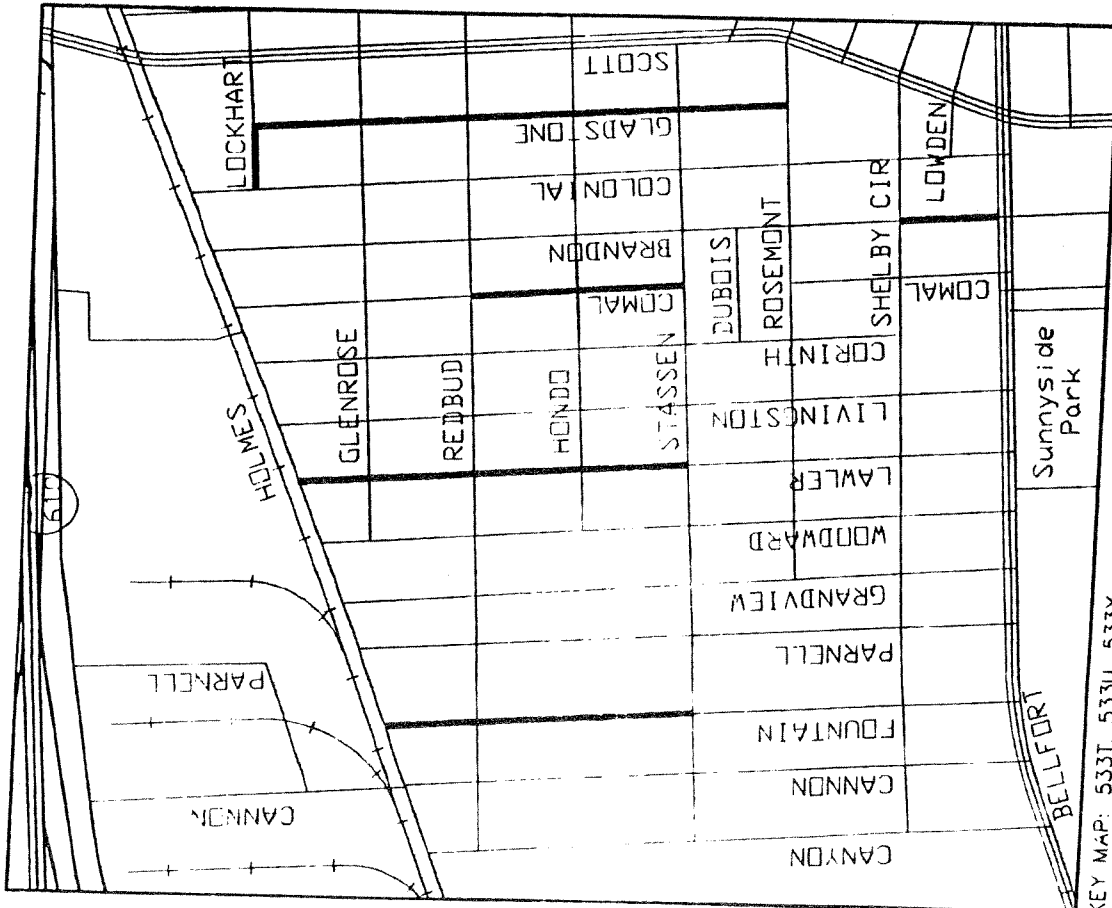 LOCKHART
SCOTT
GLADSTONE
COLONIAL
BRANDON
COMAL
LOWDEN
SHELBY CIR
ROSEMONT
DUBOIS
COMAL
CORINTH
STASSEN
HONDO
REDBUD
GLENROSE
HOLMES
610
LIVINGSTON
LAWLER
WOODWARD
GRANDVIEW
PARNELL
FOUNTAIN
CANNON
CANYON
PARNELL
CANNON
Sunnyside
Park
BELLFORT
KEY MAP: 533T, 533U, 533X